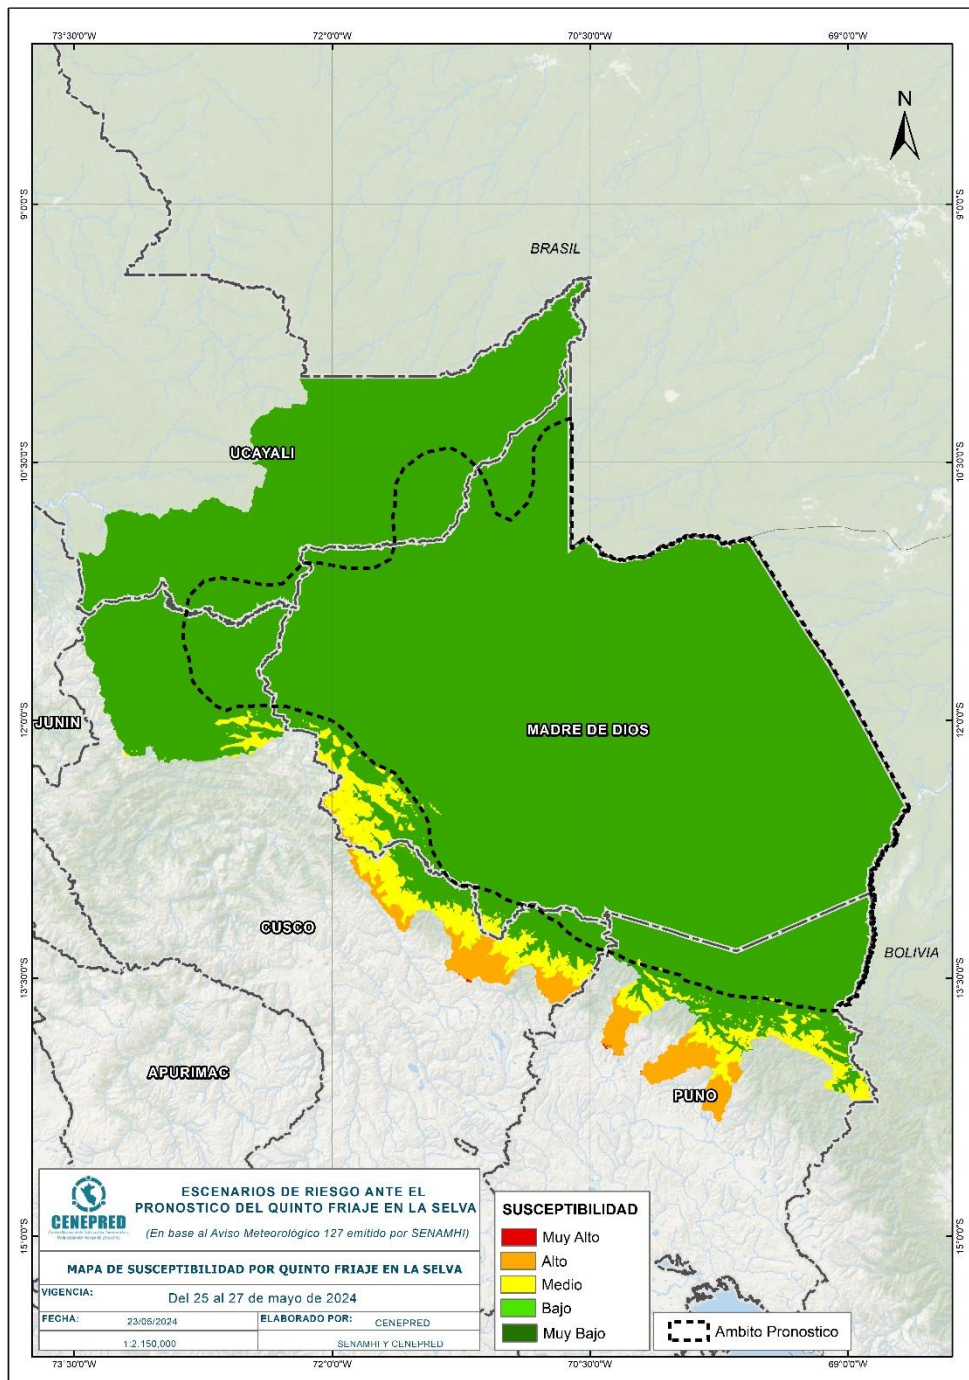 73°30'0"W 72°0'0"W 70°30'0"W 69°0'0"W
N
9°0'0"S 9°0'0"S
BRASIL
UCAYALI
10°30'0"S 10°30'0"S
JUNIN
12°0'0"S 12°0'0"S
MADRE DE DIOS
CUSCO
BOLIVIA
13°30'0"S 13°30'0"S
APURIMAC
PUNO
CENEPRED
ESCENARIOS DE RIESGO ANTE EL
PRONOSTICO DEL QUINTO FRIAJE EN LA SELVA
(En base al Aviso Meteorológico 127 emitido por SENAMHI)
MAPA DE SUSCEPTIBILIDAD POR QUINTO FRIAJE EN LA SELVA
VIGENCIA: Del 25 al 27 de mayo de 2024
FECHA: 23/05/2024 ELABORADO POR: CENEPRED
1:2,150,000 SENAMHI Y CENEPRED
SUSCEPTIBILIDAD
Muy Alto
Alto
Medio
Bajo
Muy Bajo
Ambito Pronostico
15°0'0"S 15°0'0"S
73°30'0"W 72°0'0"W 70°30'0"W 69°0'0"W